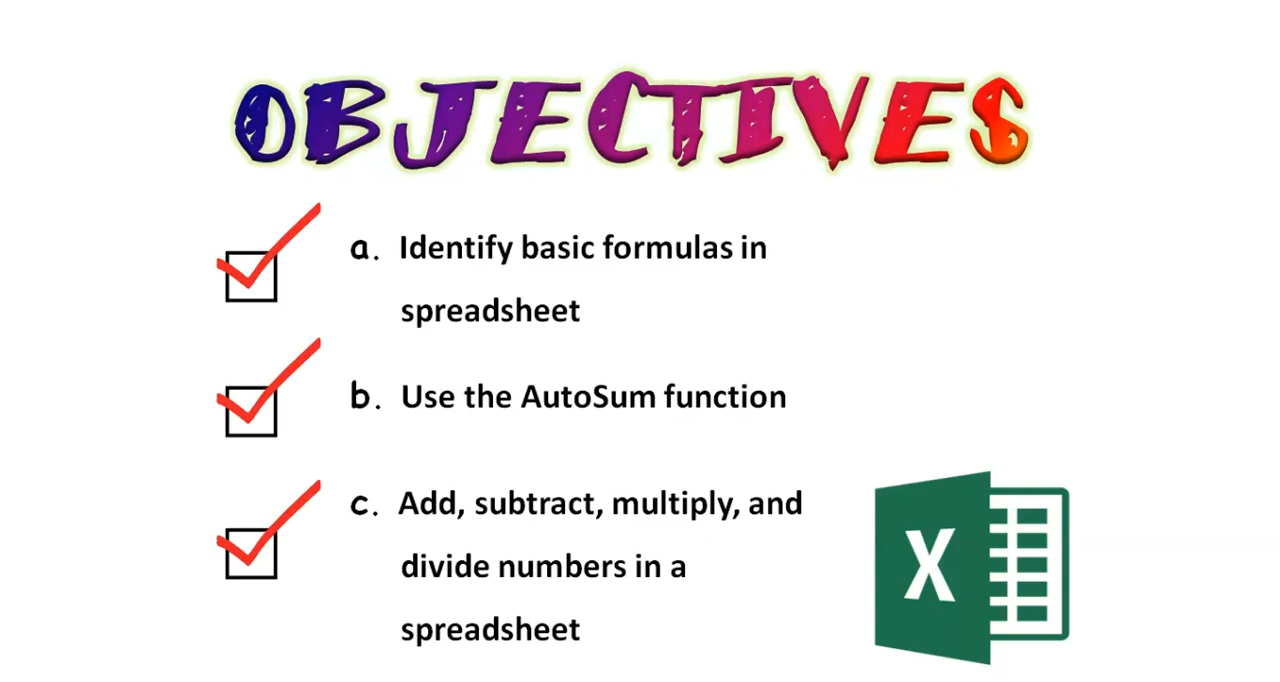 OBJECTIVES
a. Identify basic formulas in
spreadsheet
b. Use the AutoSum function
c. Add, subtract, multiply, and
divide numbers in a
spreadsheet
X